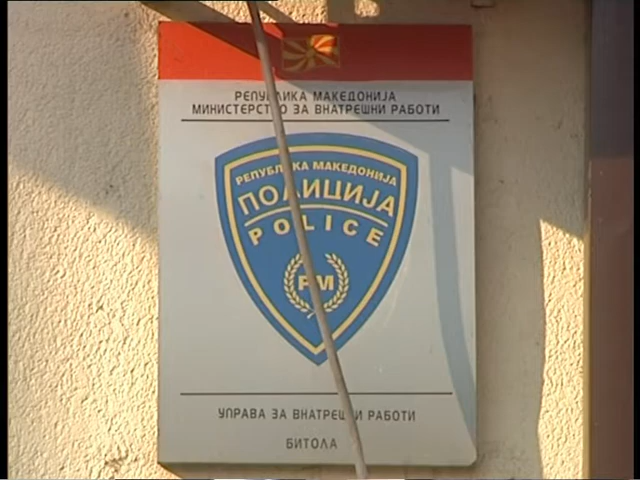 РЕПУБЛИКА МАКЕДОНИЈА
МИНИСТЕРСТВО ЗА ВНАТРЕШНИ РАБОТИ
РЕПУБЛИКА МАКЕДОНИЈА
ПОЛИЦИЈА
POLICE
РМ
УПРАВА ЗА ВНАТРЕШНИ РАБОТИ
БИТОЛА